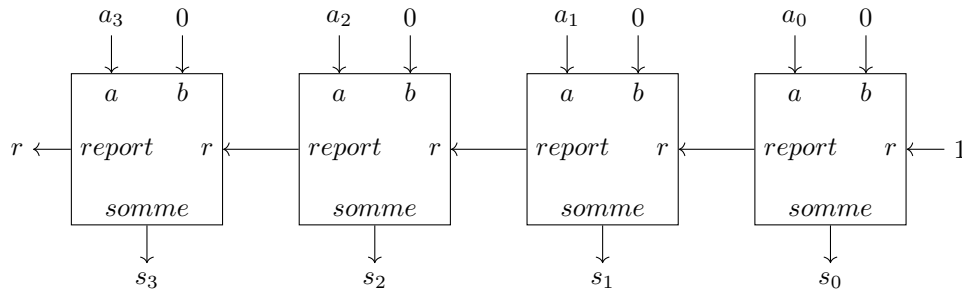 a₃ 0 a₂ 0 a₁ 0 a₀ 0
a b a b a b a b
r report r report r report r report r 1
somme somme somme somme
s₃ s₂ s₁ s₀